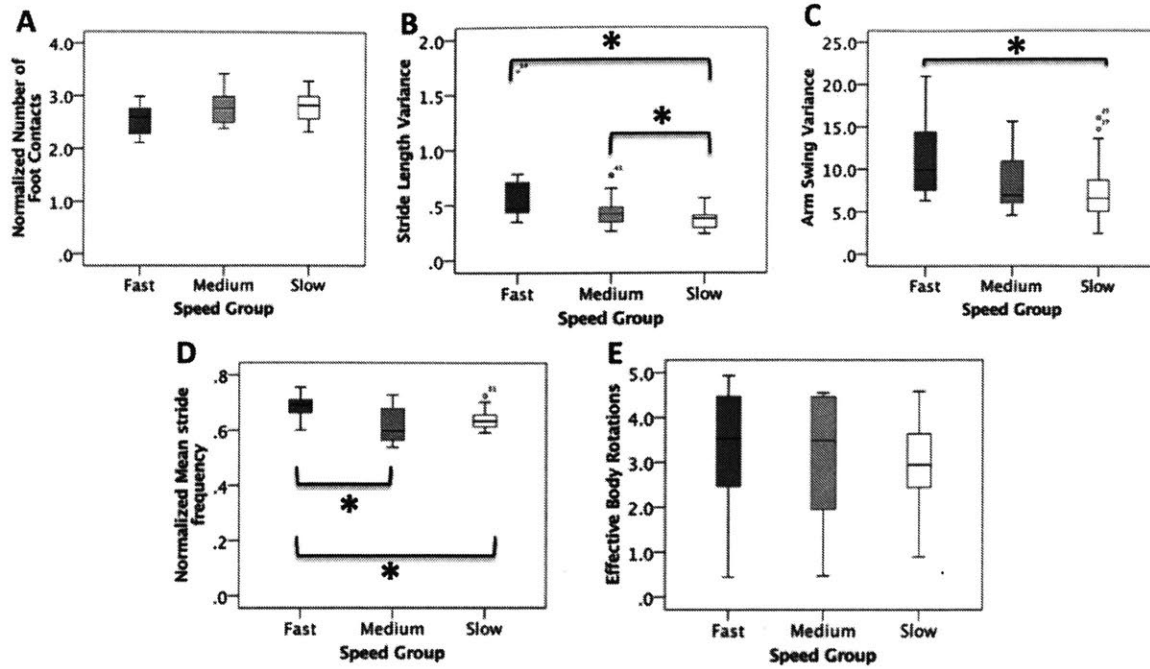 A
Normalized Number of
Foot Contacts
4.0
3.0
2.0
1.0
.0
Fast Medium Slow
Speed Group
B
Stride Length Variance
2.0
1.5
1.0
.5
.0
*
*
41
Fast Medium Slow
Speed Group
C
Arm Swing Variance
25.0
20.0
15.0
10.0
5.0
.0
*
Fast Medium Slow
Speed Group
D
Normalized Mean stride
frequency
.8
.6
.4
.2
.0
*
*
Fast Medium Slow
Speed Group
E
Effective Body Rotations
5.0
4.0
3.0
2.0
1.0
.0
Fast Medium Slow
Speed Group